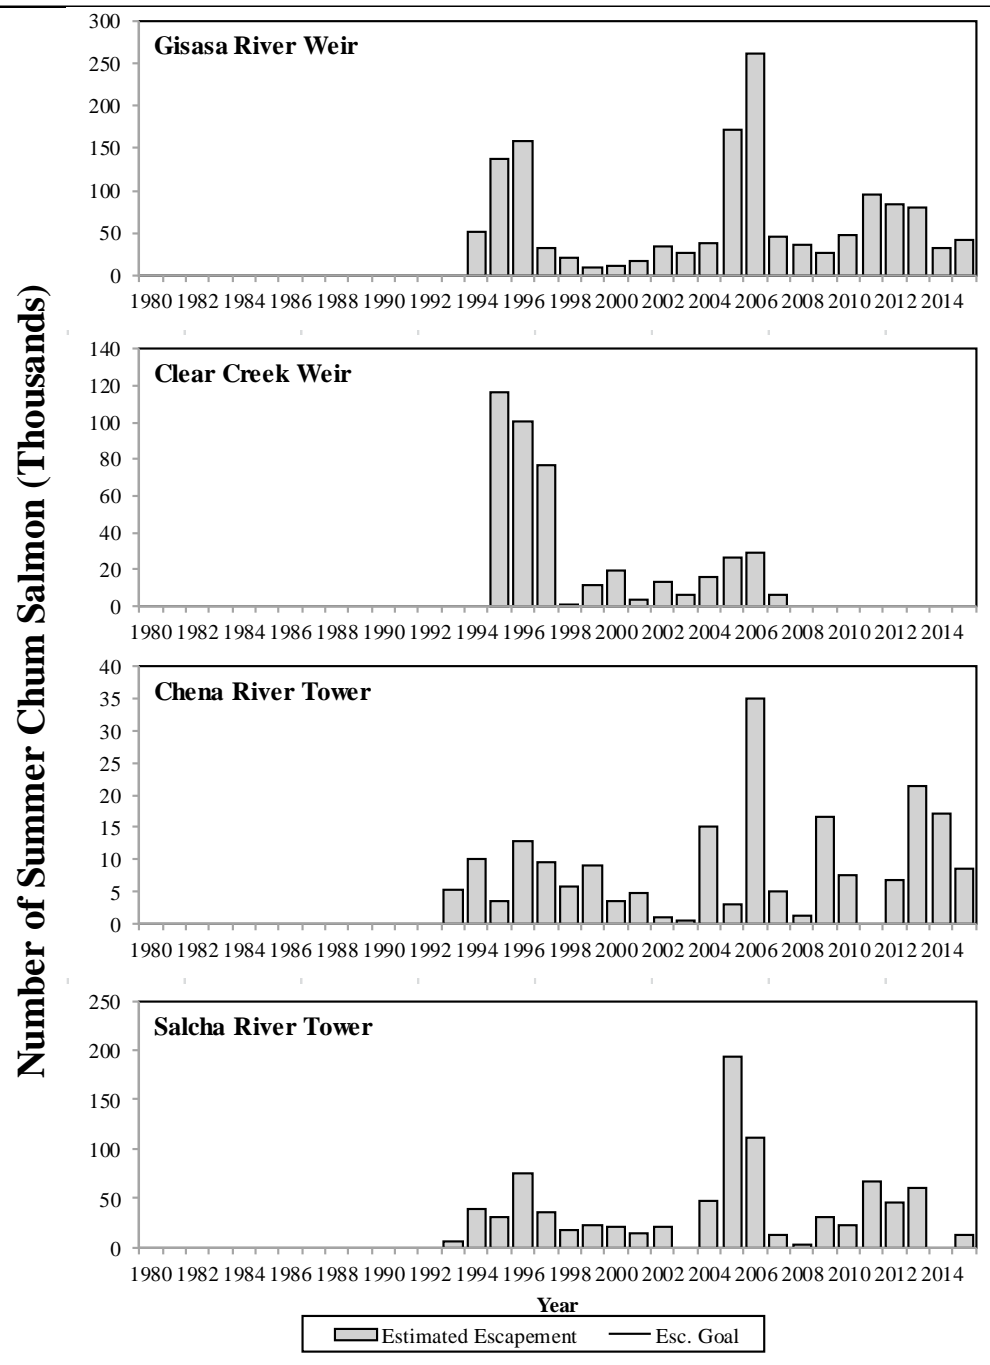 Number of Summer Chum Salmon (Thousands)
Gisasa River Weir
300
250
200
150
100
50
0
1980 1982 1984 1986 1988 1990 1992 1994 1996 1998 2000 2002 2004 2006 2008 2010 2012 2014
Clear Creek Weir
140
120
100
80
60
40
20
0
1980 1982 1984 1986 1988 1990 1992 1994 1996 1998 2000 2002 2004 2006 2008 2010 2012 2014
Chena River Tower
40
35
30
25
20
15
10
5
0
1980 1982 1984 1986 1988 1990 1992 1994 1996 1998 2000 2002 2004 2006 2008 2010 2012 2014
Salcha River Tower
250
200
150
100
50
0
1980 1982 1984 1986 1988 1990 1992 1994 1996 1998 2000 2002 2004 2006 2008 2010 2012 2014
Year
Estimated Escapement Esc. Goal